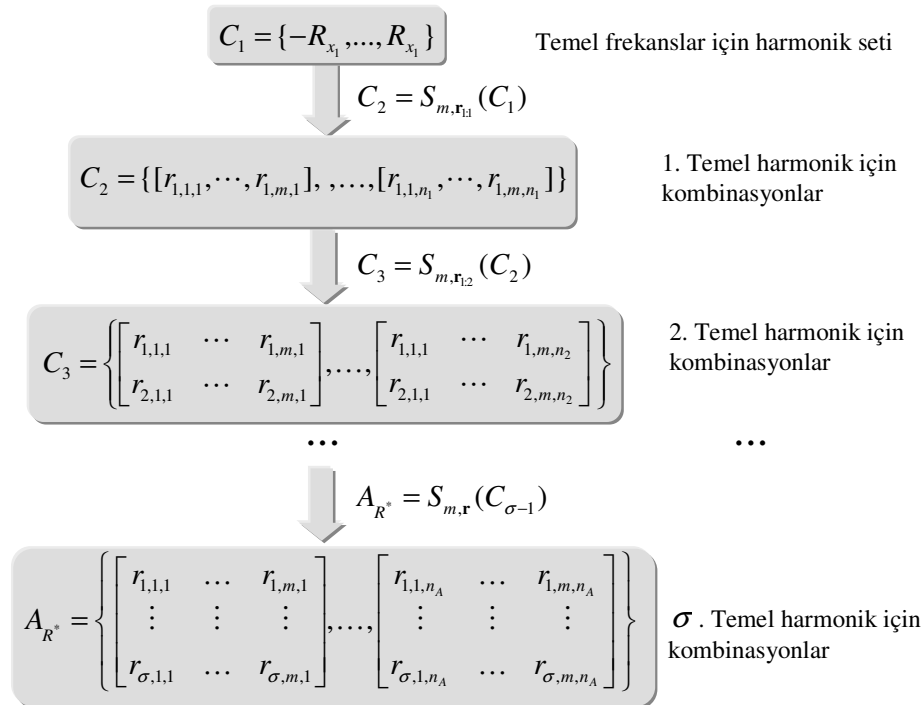 C_1 = {-R_{x_1},..., R_{x_1}}
Temel frekanslar için harmonik seti
C_2 = S_{m,r_{1:1}}(C_1)
C_2 = {[r_{1,1,1},⋯, r_{1,m,1}], ,...,[r_{1,1,n_1},⋯, r_{1,m,n_1}]}
1. Temel harmonik için
kombinasyonlar
C_3 = S_{m,r_{1:2}}(C_2)
C_3 = { [ r_{1,1,1} ⋯ r_{1,m,1} ; r_{2,1,1} ⋯ r_{2,m,1} ],...,[ r_{1,1,1} ⋯ r_{1,m,n_2} ; r_{2,1,1} ⋯ r_{2,m,n_2} ] }
2. Temel harmonik için
kombinasyonlar
... ...
A_{R^*} = S_{m,r}(C_{σ-1})
A_{R^*} = { [ r_{1,1,1} ... r_{1,m,1} ; ⋮ ⋮ ⋮ ; r_{σ,1,1} ... r_{σ,m,1} ],...,[ r_{1,1,n_A} ... r_{1,m,n_A} ; ⋮ ⋮ ⋮ ; r_{σ,1,n_A} ... r_{σ,m,n_A} ] }
σ . Temel harmonik için
kombinasyonlar